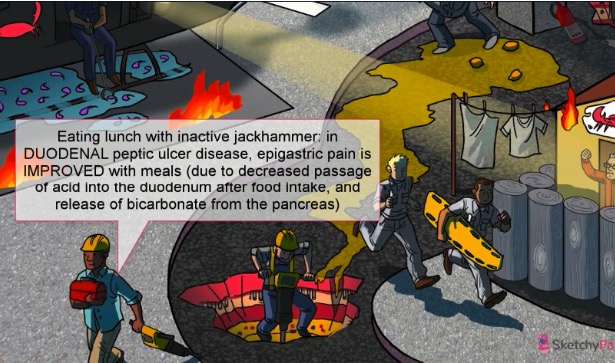 Eating lunch with inactive jackhammer: in
DUODENAL peptic ulcer disease, epigastric pain is
IMPROVED with meals (due to decreased passage
of acid into the duodenum after food intake, and
release of bicarbonate from the pancreas)